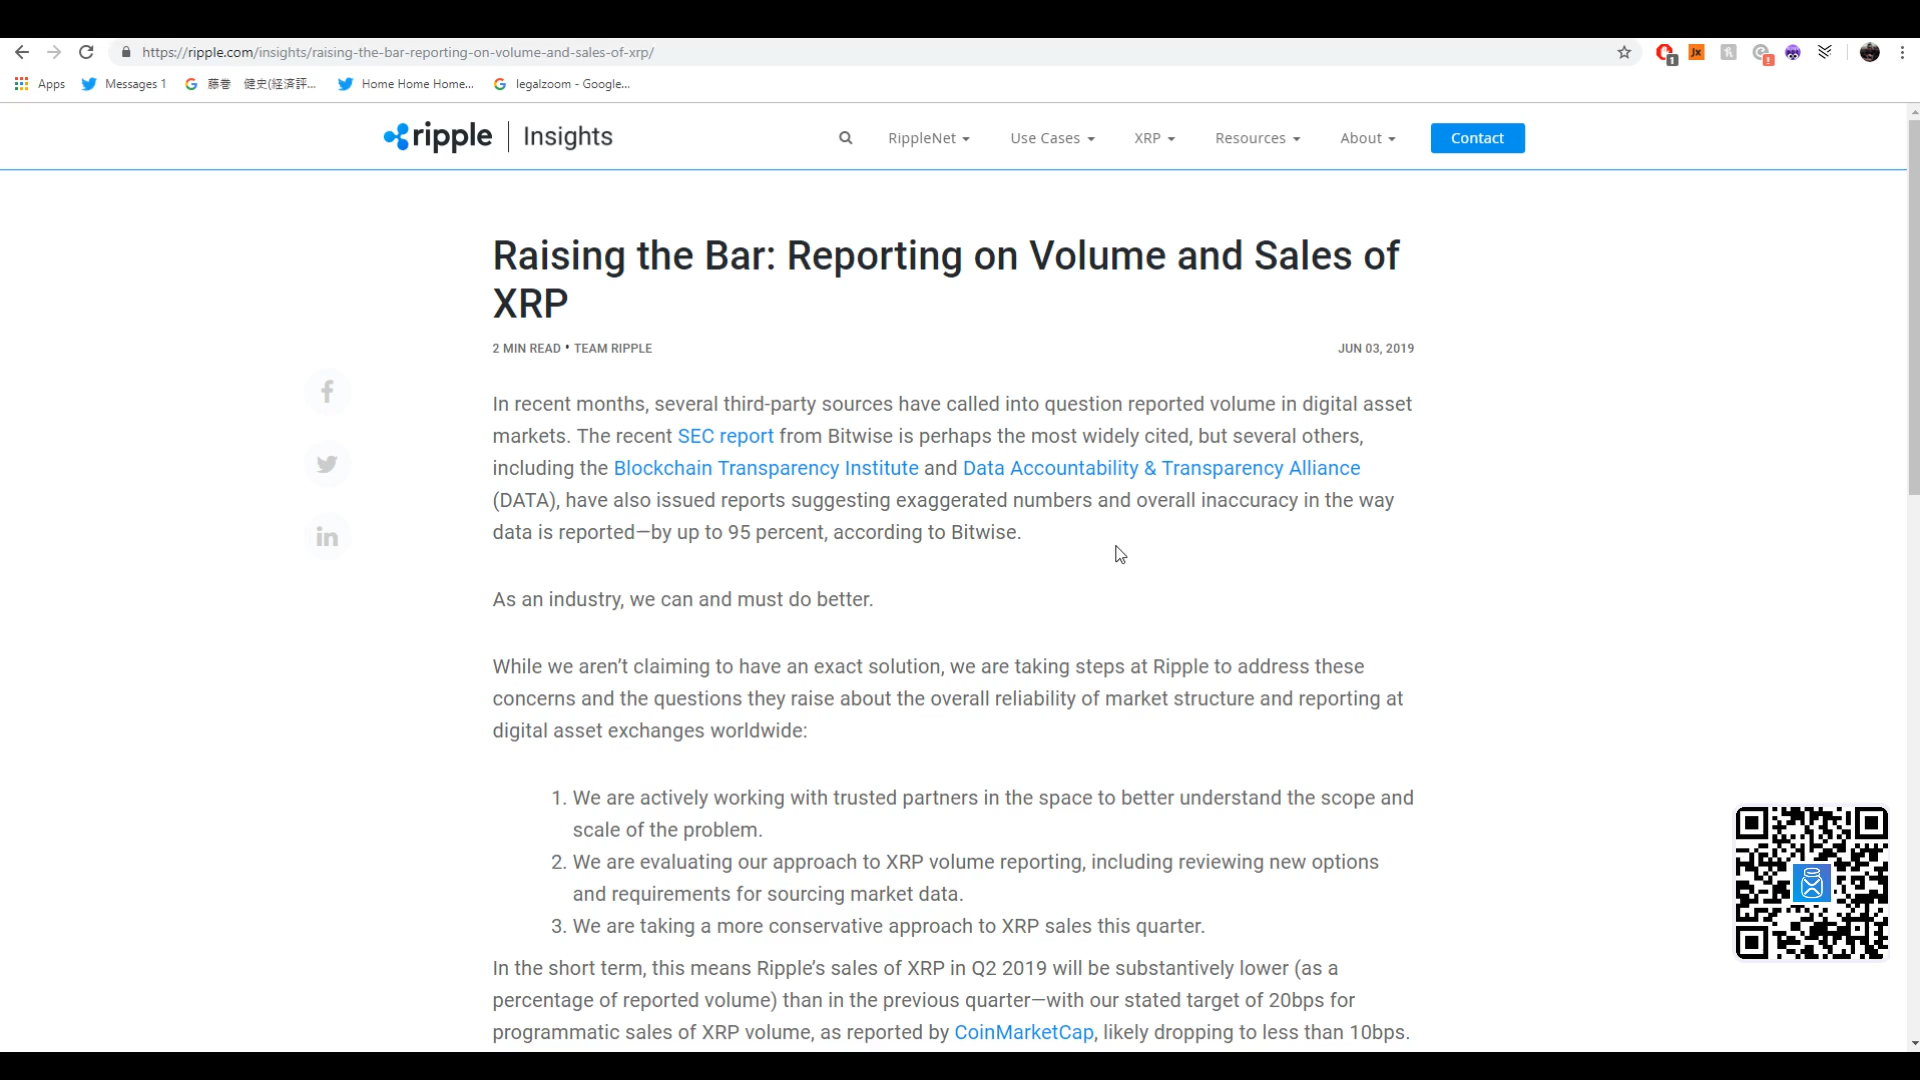 https://ripple.com/insights/raising-the-bar-reporting-on-volume-and-sales-of-xrp/
Apps Messages 1 藤巻 健史(経済評... Home Home Home... legalzoom - Google...
ripple | Insights RippleNet Use Cases XRP Resources About Contact
Raising the Bar: Reporting on Volume and Sales of
XRP
2 MIN READ • TEAM RIPPLE JUN 03, 2019
In recent months, several third-party sources have called into question reported volume in digital asset
markets. The recent SEC report from Bitwise is perhaps the most widely cited, but several others,
including the Blockchain Transparency Institute and Data Accountability & Transparency Alliance
(DATA), have also issued reports suggesting exaggerated numbers and overall inaccuracy in the way
data is reported—by up to 95 percent, according to Bitwise.
As an industry, we can and must do better.
While we aren’t claiming to have an exact solution, we are taking steps at Ripple to address these
concerns and the questions they raise about the overall reliability of market structure and reporting at
digital asset exchanges worldwide:
1. We are actively working with trusted partners in the space to better understand the scope and
scale of the problem.
2. We are evaluating our approach to XRP volume reporting, including reviewing new options
and requirements for sourcing market data.
3. We are taking a more conservative approach to XRP sales this quarter.
In the short term, this means Ripple’s sales of XRP in Q2 2019 will be substantively lower (as a
percentage of reported volume) than in the previous quarter—with our stated target of 20bps for
programmatic sales of XRP volume, as reported by CoinMarketCap, likely dropping to less than 10bps.